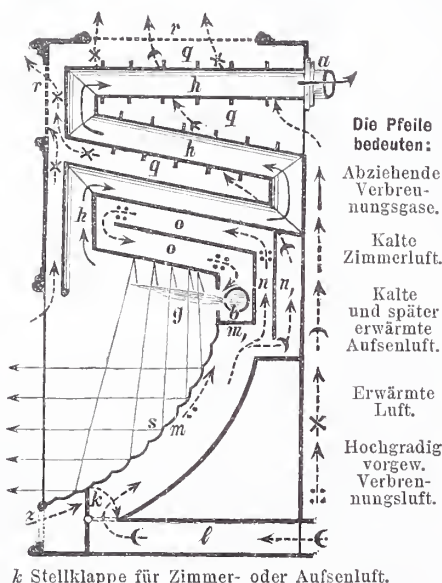 r
a
q
h
r
q
h
q
h
o
o
n
n,
b
g
m,
s
m
k
z
l
Die Pfeile
bedeuten:
Abziehende
Verbren-
nungsgase.
Kalte
Zimmerluft.
Kalte
und später
erwärmte
Aufsenluft.
Erwärmte
Luft.
Hochgradig
vorgew.
Verbren-
nungsluft.
k Stellklappe für Zimmer- oder Aufsenluft.